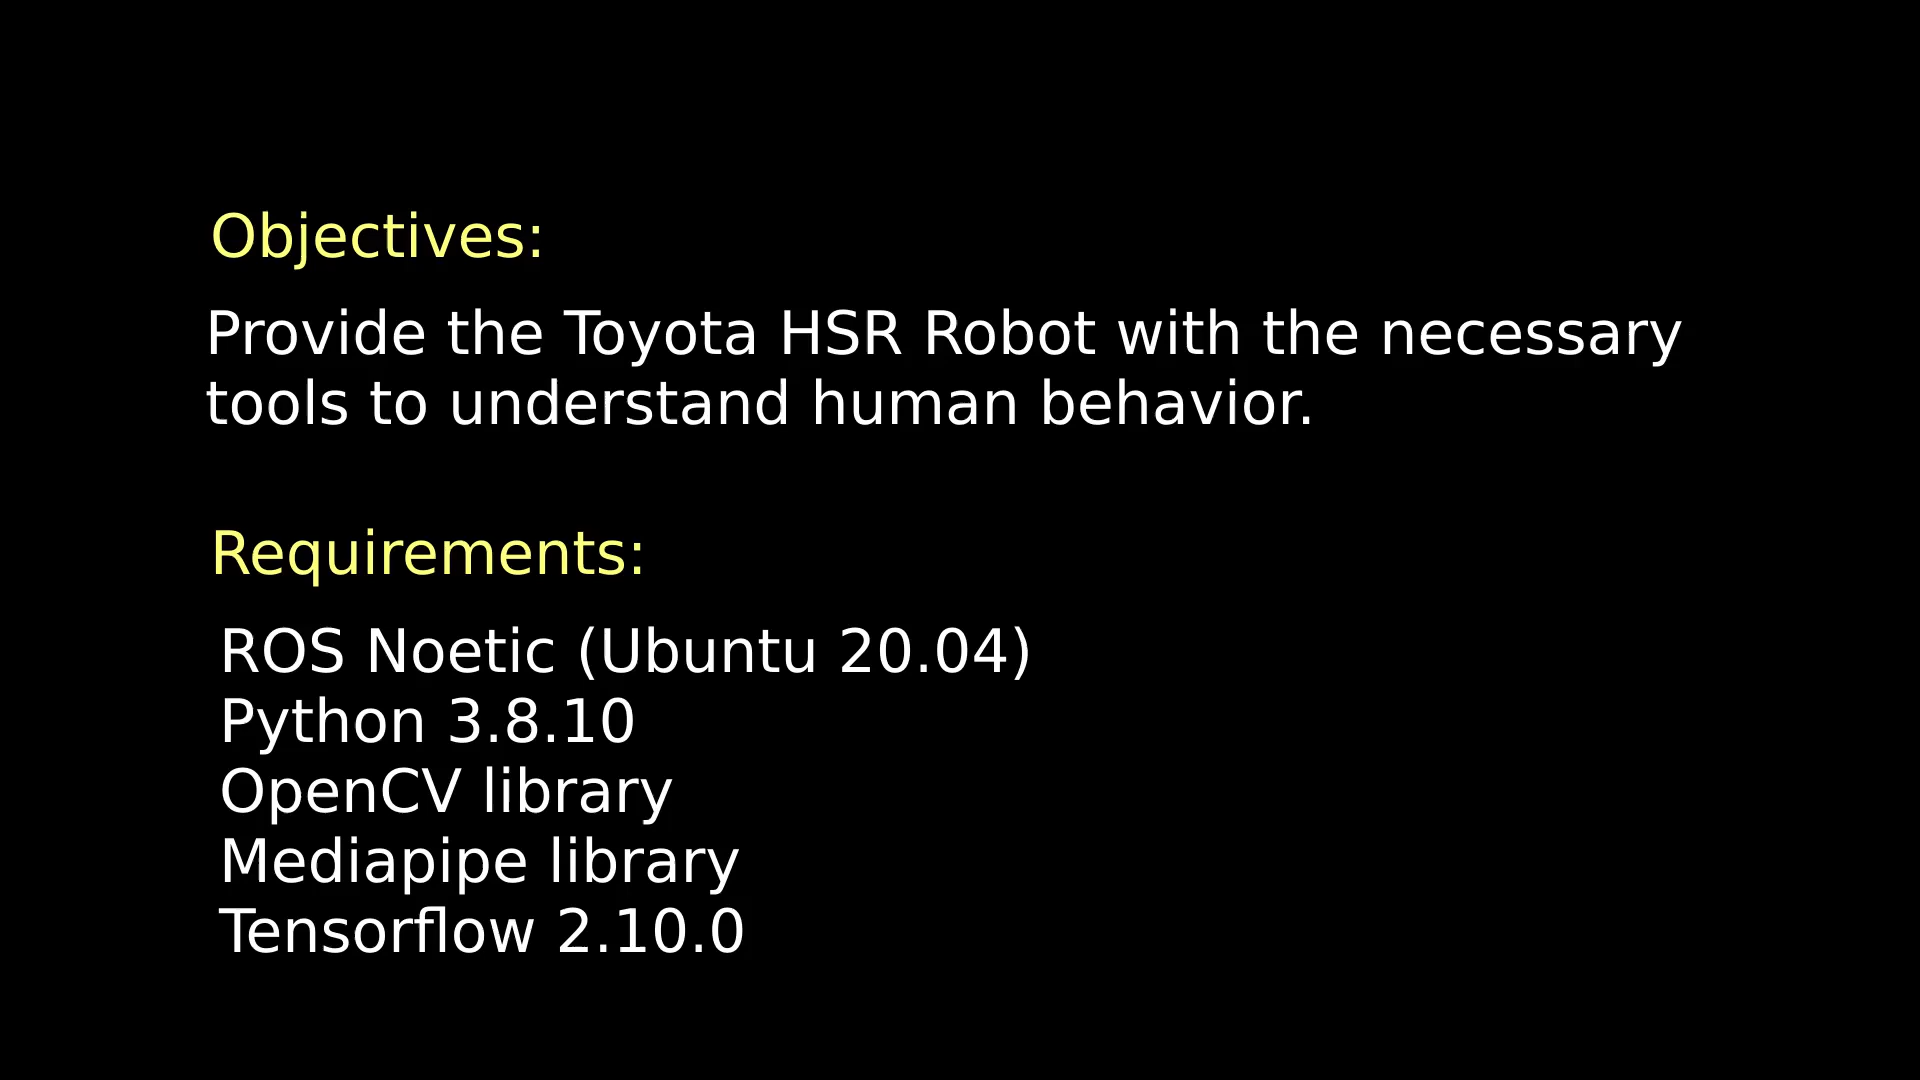 Objectives:
Provide the Toyota HSR Robot with the necessary
tools to understand human behavior.
Requirements:
ROS Noetic (Ubuntu 20.04)
Python 3.8.10
OpenCV library
Mediapipe library
Tensorflow 2.10.0